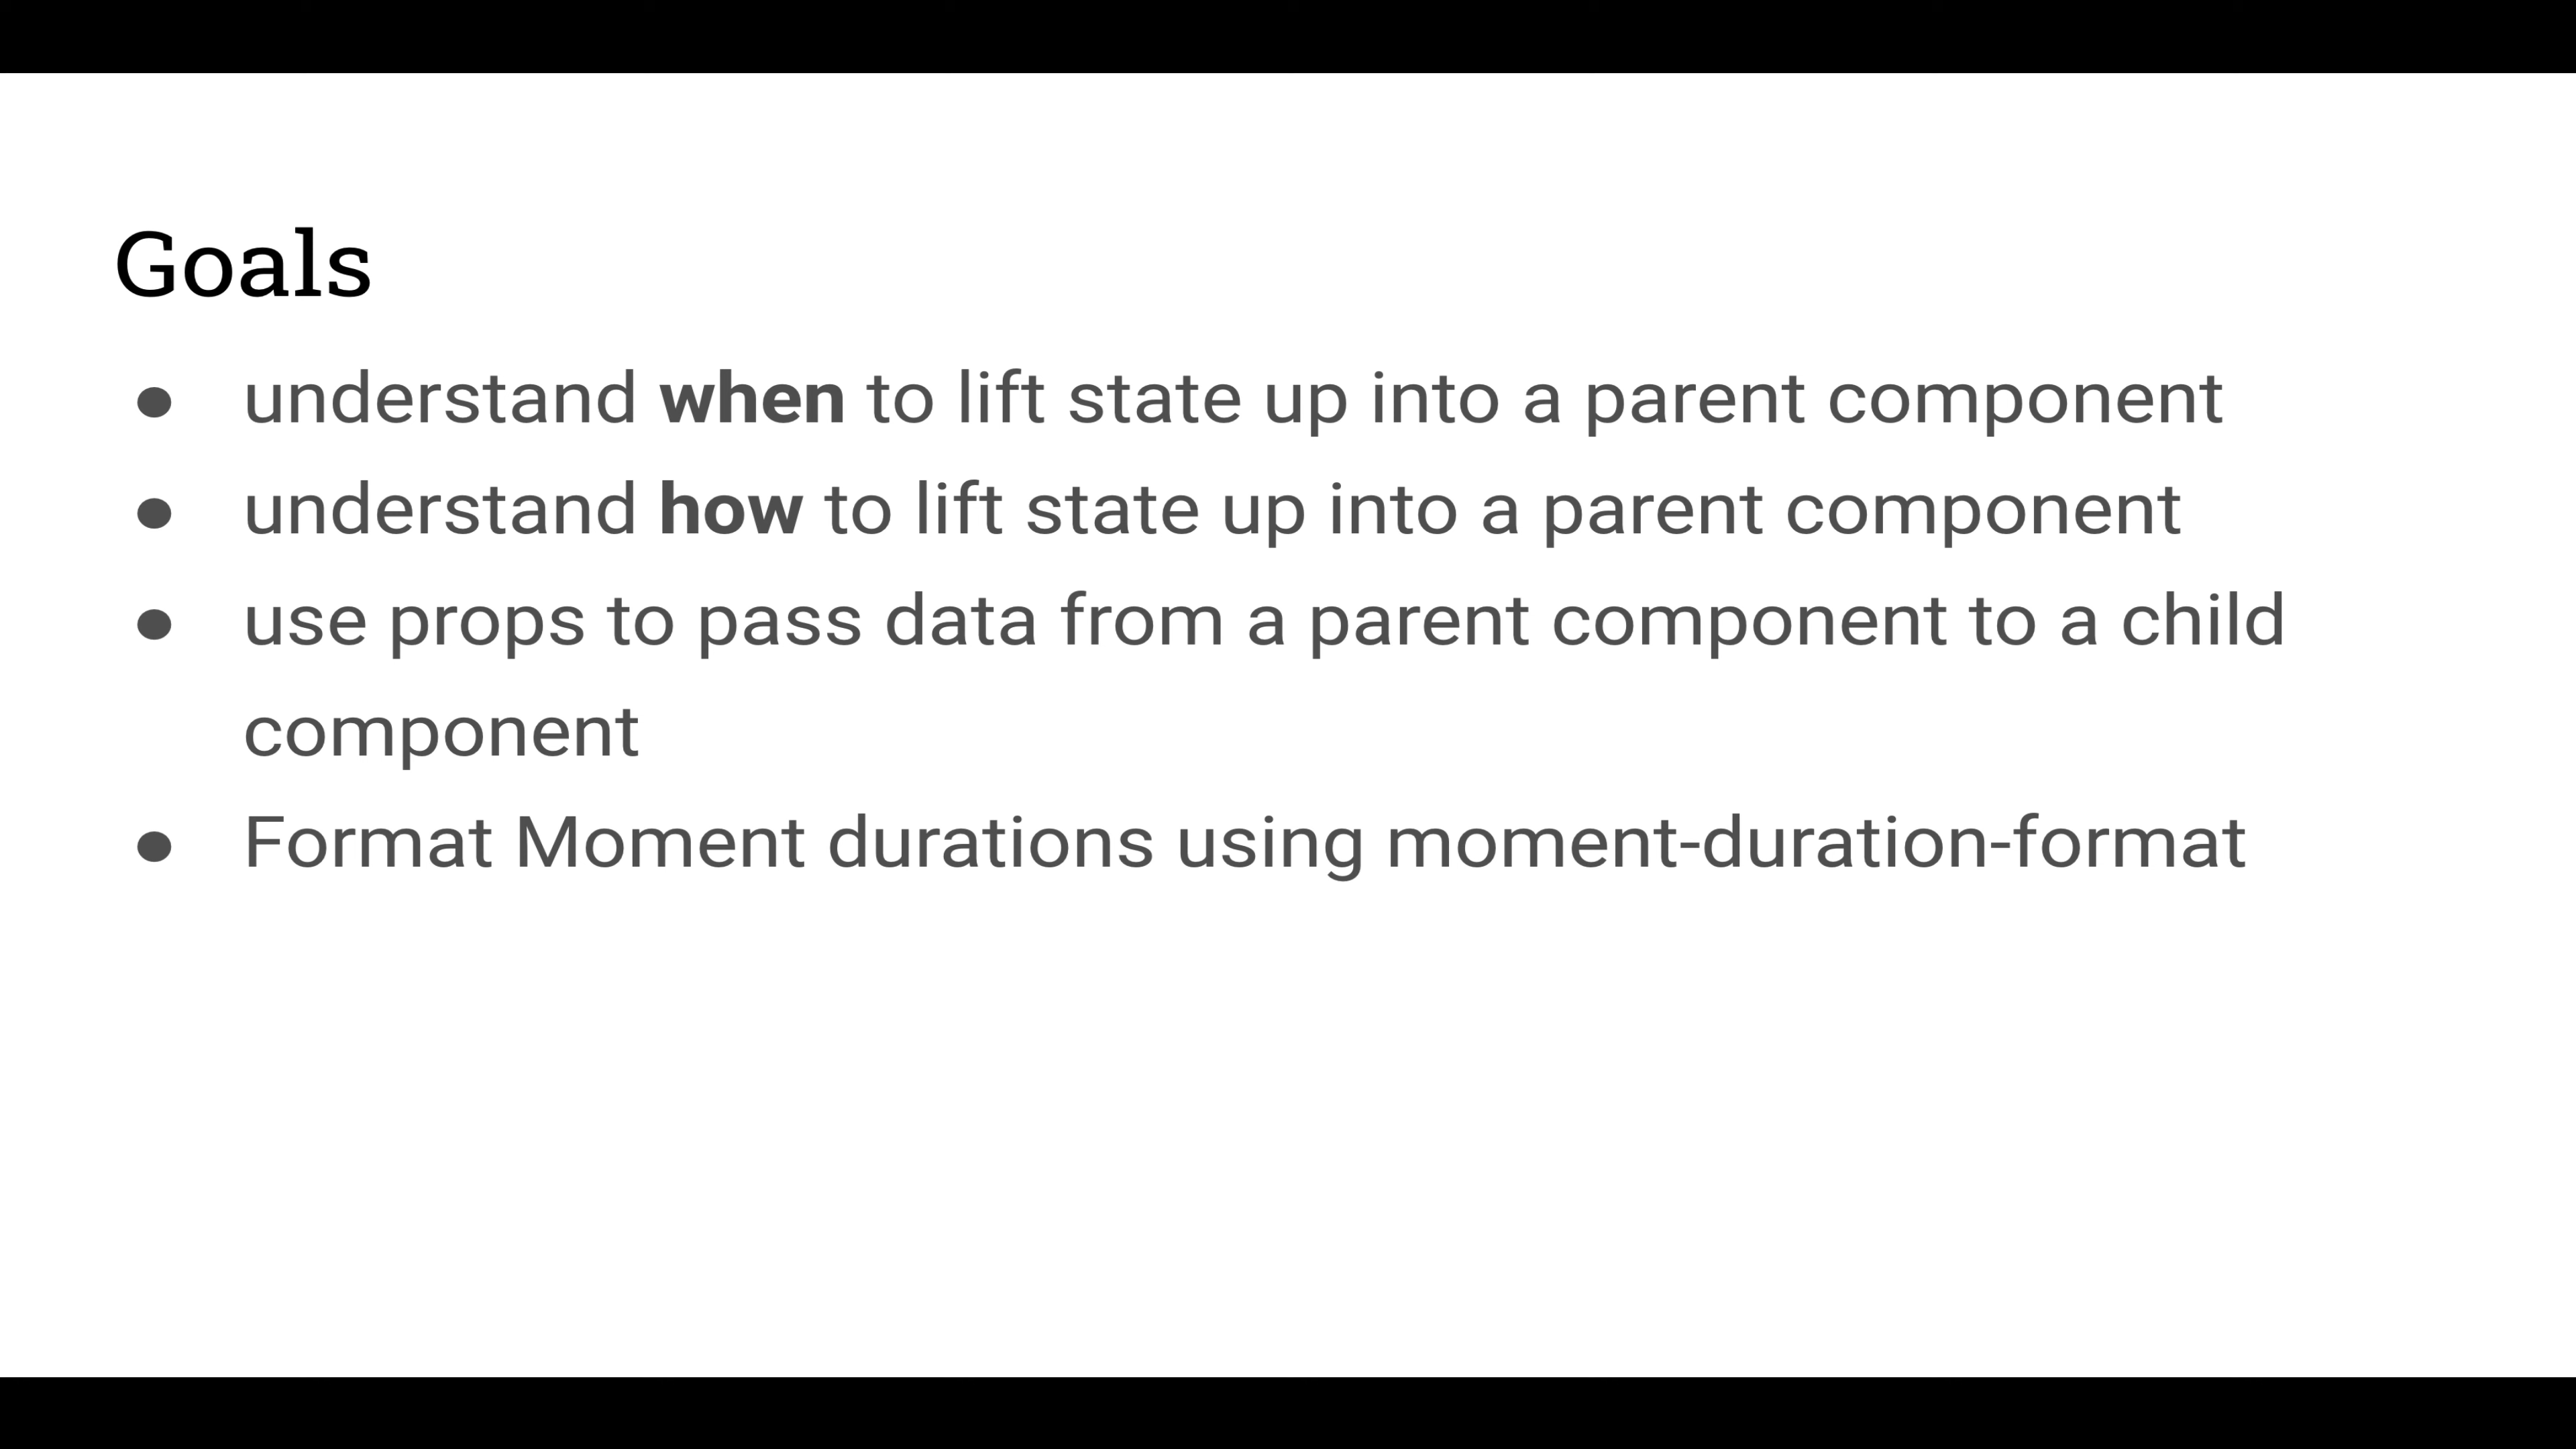 Goals
● understand when to lift state up into a parent component
● understand how to lift state up into a parent component
● use props to pass data from a parent component to a child
component
● Format Moment durations using moment-duration-format